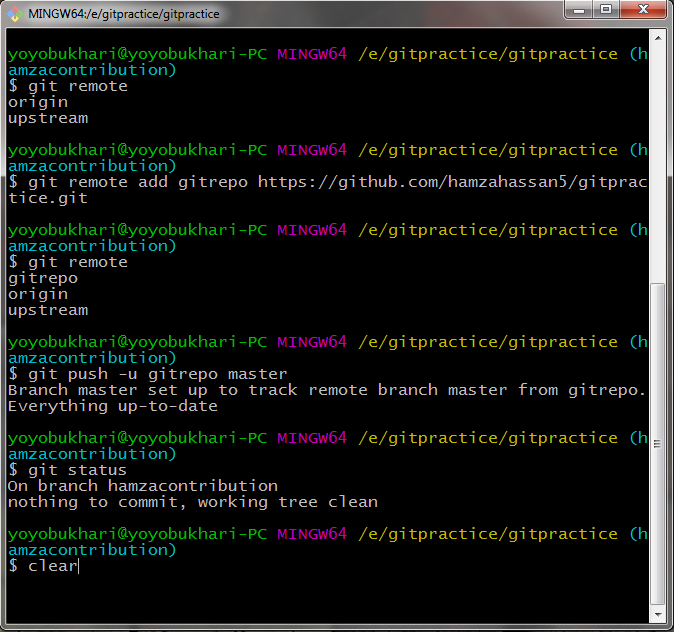 MINGW64:/e/gitpractice/gitpractice
yoyobukhari@yoyobukhari-PC MINGW64 /e/gitpractice/gitpractice (h
amzacontribution)
$ git remote
origin
upstream
yoyobukhari@yoyobukhari-PC MINGW64 /e/gitpractice/gitpractice (h
amzacontribution)
$ git remote add gitrepo https://github.com/hamzahassan5/gitprac
tice.git
yoyobukhari@yoyobukhari-PC MINGW64 /e/gitpractice/gitpractice (h
amzacontribution)
$ git remote
gitrepo
origin
upstream
yoyobukhari@yoyobukhari-PC MINGW64 /e/gitpractice/gitpractice (h
amzacontribution)
$ git push -u gitrepo master
Branch master set up to track remote branch master from gitrepo.
Everything up-to-date
yoyobukhari@yoyobukhari-PC MINGW64 /e/gitpractice/gitpractice (h
amzacontribution)
$ git status
On branch hamzacontribution
nothing to commit, working tree clean
yoyobukhari@yoyobukhari-PC MINGW64 /e/gitpractice/gitpractice (h
amzacontribution)
$ clear